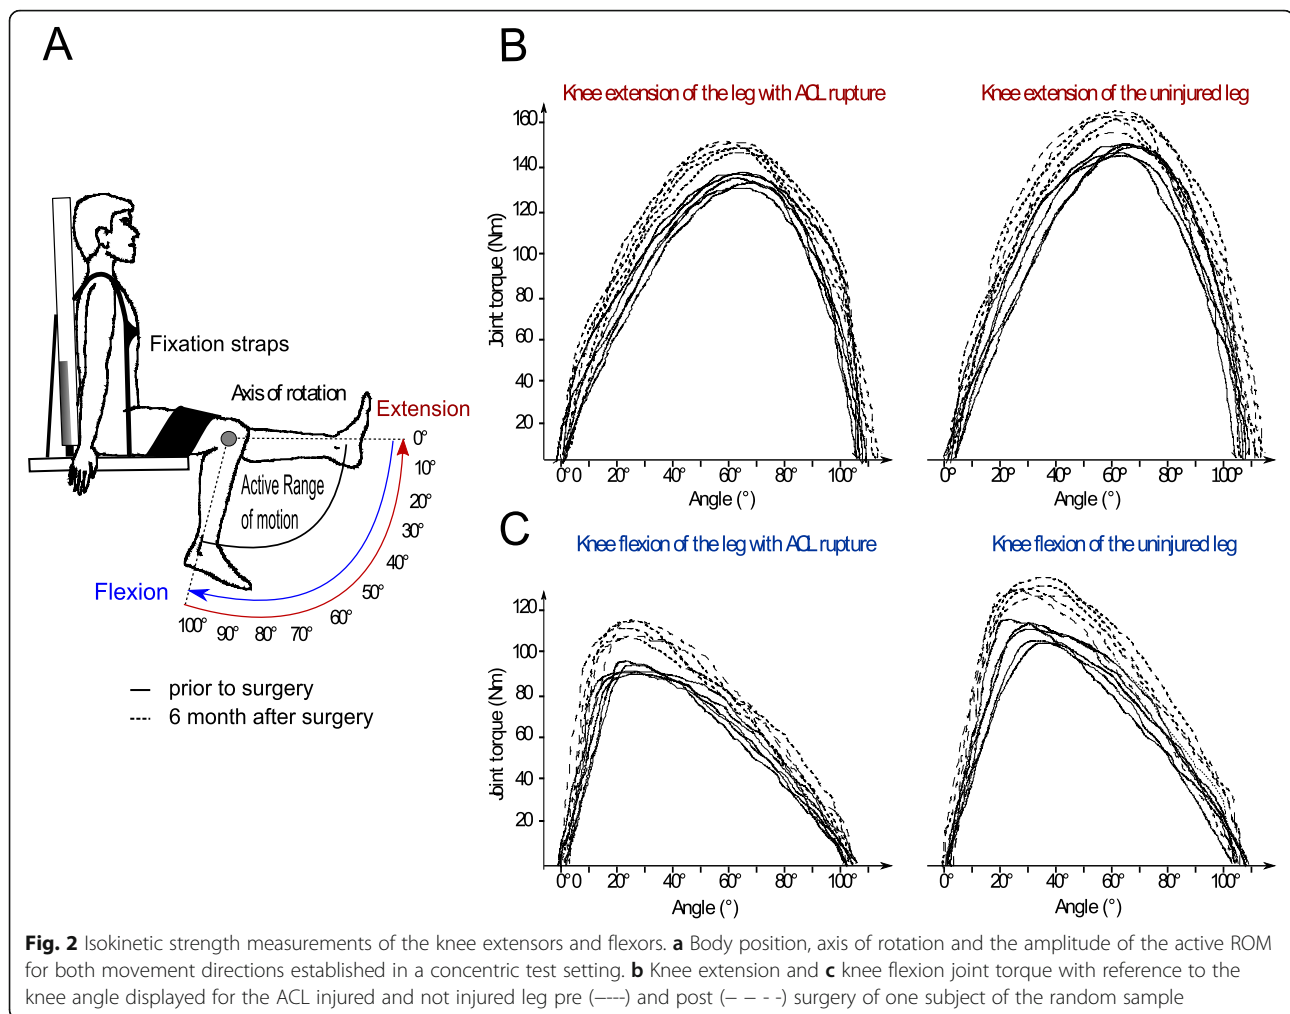 A
Fixation straps
Axis of rotation
Extension
0°
10°
20°
30°
40°
50°
60°
70°
80°
90°
100°
Active Range
of motion
Flexion
prior to surgery
6 month after surgery
B
Knee extension of the leg with ACL rupture
Knee extension of the uninjured leg
Joint torque (Nm)
160
140
120
100
80
60
40
20
0° 0 20° 40° 60° 80° 100°
Angle (°)
0° 20° 40° 60° 80° 100°
Angle (°)
C
Knee flexion of the leg with ACL rupture
Knee flexion of the uninjured leg
Joint torque (Nm)
120
100
80
60
40
20
0° 0 20° 40° 60° 80° 100°
Angle (°)
0° 20° 40° 60° 80° 100°
Angle (°)
Fig. 2 Isokinetic strength measurements of the knee extensors and flexors. a Body position, axis of rotation and the amplitude of the active ROM
for both movement directions established in a concentric test setting. b Knee extension and c knee flexion joint torque with reference to the
knee angle displayed for the ACL injured and not injured leg pre (–---) and post (– – - -) surgery of one subject of the random sample